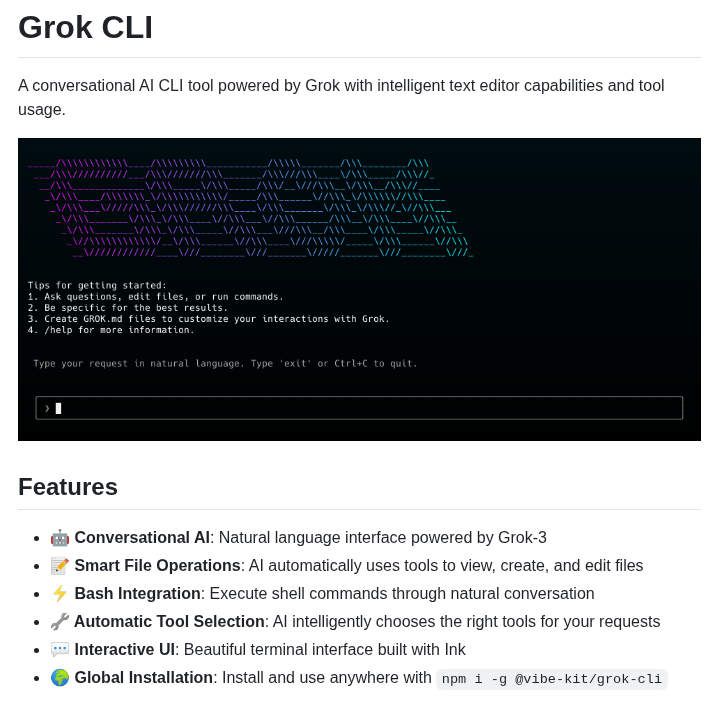 Grok CLI
A conversational AI CLI tool powered by Grok with intelligent text editor capabilities and tool
usage.
Tips for getting started:
1. Ask questions, edit files, or run commands.
2. Be specific for the best results.
3. Create GROK.md files to customize your interactions with Grok.
4. /help for more information.
Type your request in natural language. Type 'exit' or Ctrl+C to quit.
❯
Features
• 🤖 Conversational AI: Natural language interface powered by Grok-3
• 📝 Smart File Operations: AI automatically uses tools to view, create, and edit files
• ⚡ Bash Integration: Execute shell commands through natural conversation
• 🔧 Automatic Tool Selection: AI intelligently chooses the right tools for your requests
• 💬 Interactive UI: Beautiful terminal interface built with Ink
• 🌍 Global Installation: Install and use anywhere with npm i -g @vibe-kit/grok-cli